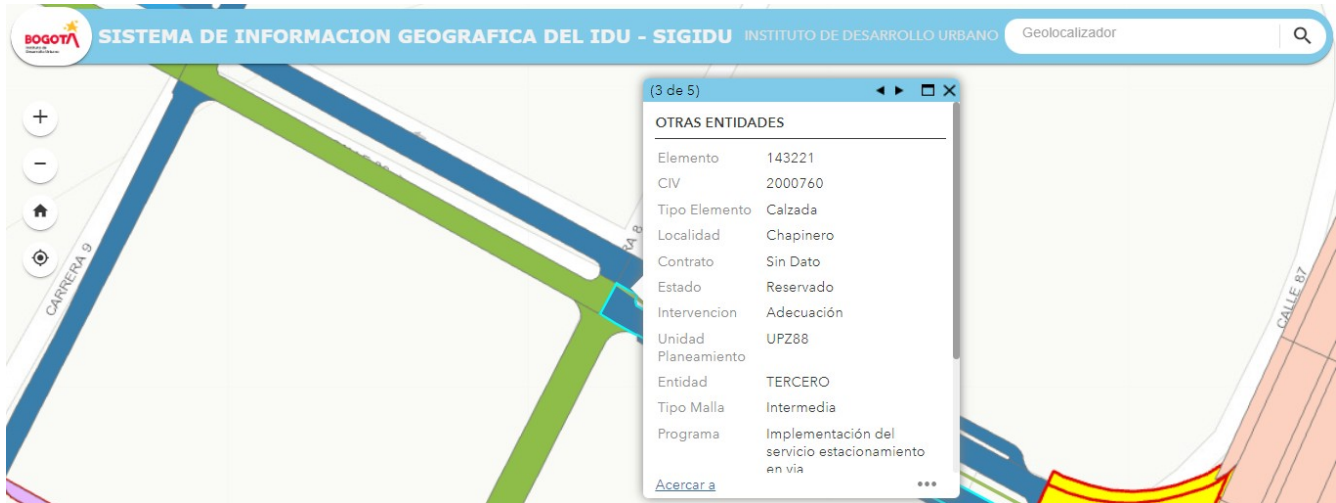 BOGOTÁ
SISTEMA DE INFORMACION GEOGRAFICA DEL IDU - SIGIDU INSTITUTO DE DESARROLLO URBANO
Geolocalizador
(3 de 5)
OTRAS ENTIDADES
Elemento 143221
CIV 2000760
Tipo Elemento Calzada
Localidad Chapinero
Contrato Sin Dato
Estado Reservado
Intervencion Adecuación
Unidad Planeamiento UPZ88
Entidad TERCERO
Tipo Malla Intermedia
Programa Implementación del
servicio estacionamiento
en via
Acercar a
CARRERA 9
CALLE 87